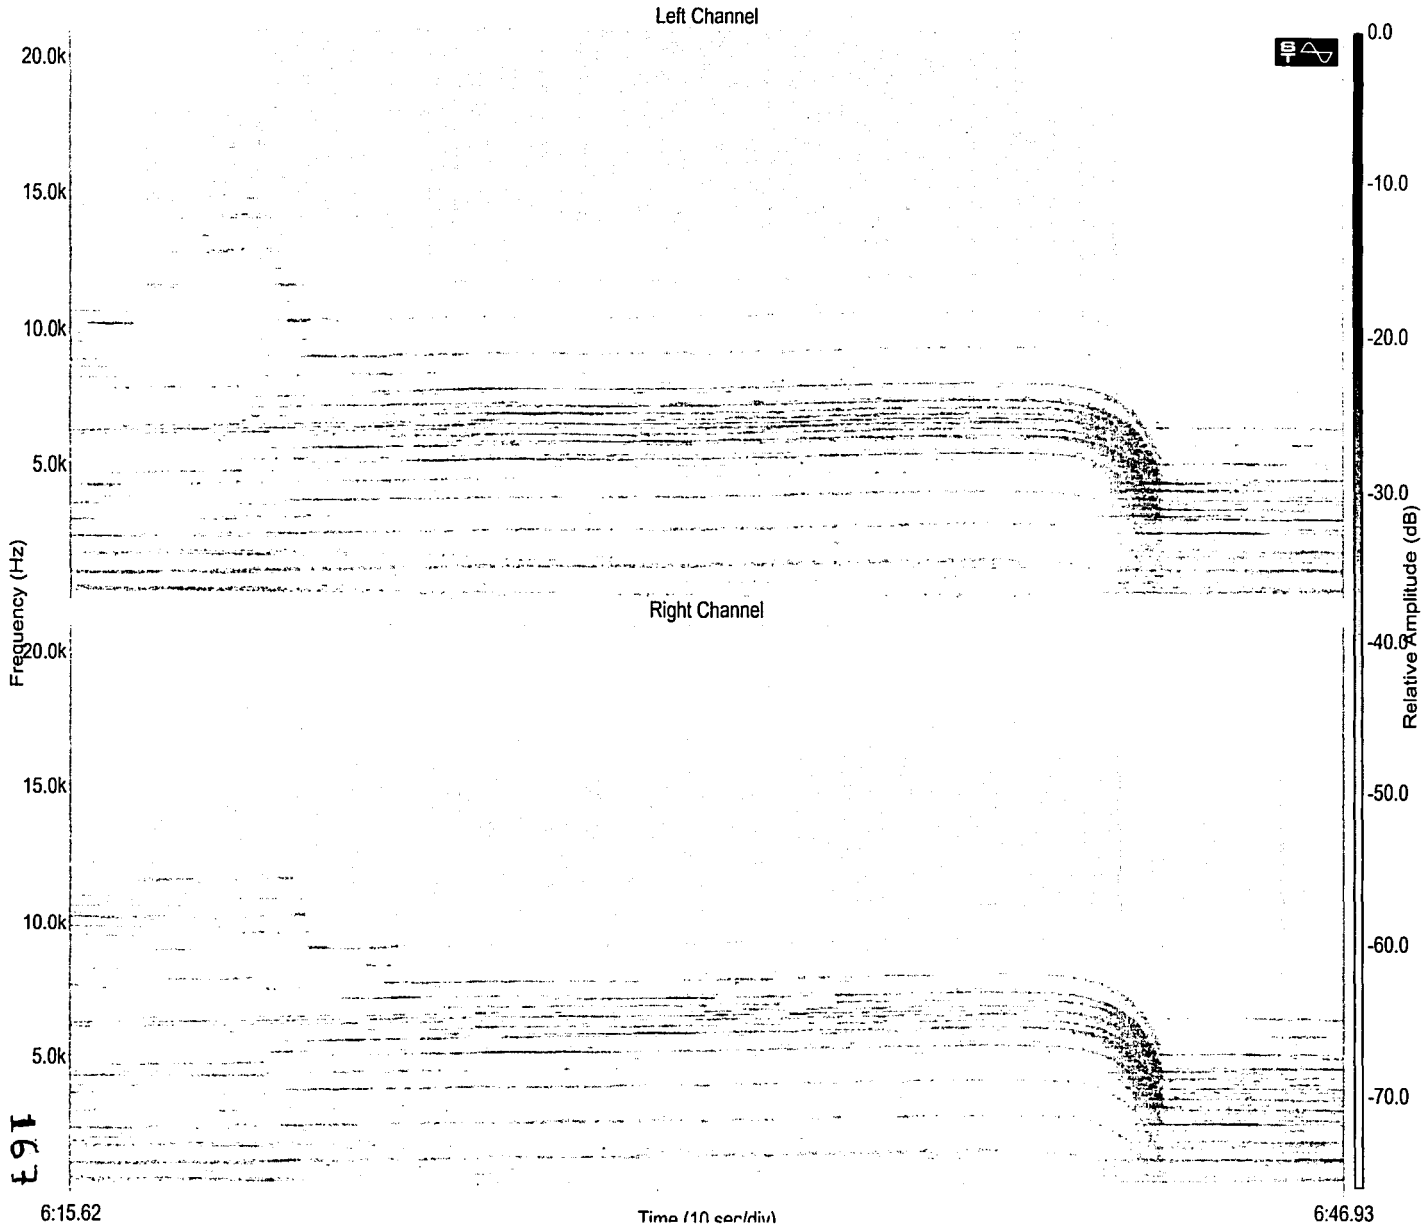 Left Channel
20.0k
15.0k
10.0k
5.0k
0.0
-10.0
-20.0
-30.0
-40.0
-50.0
-60.0
-70.0
Frequency (Hz)
Relative Amplitude (dB)
Right Channel
20.0k
15.0k
10.0k
5.0k
167
6:15.62
Time (10 sec/div)
6:46.93